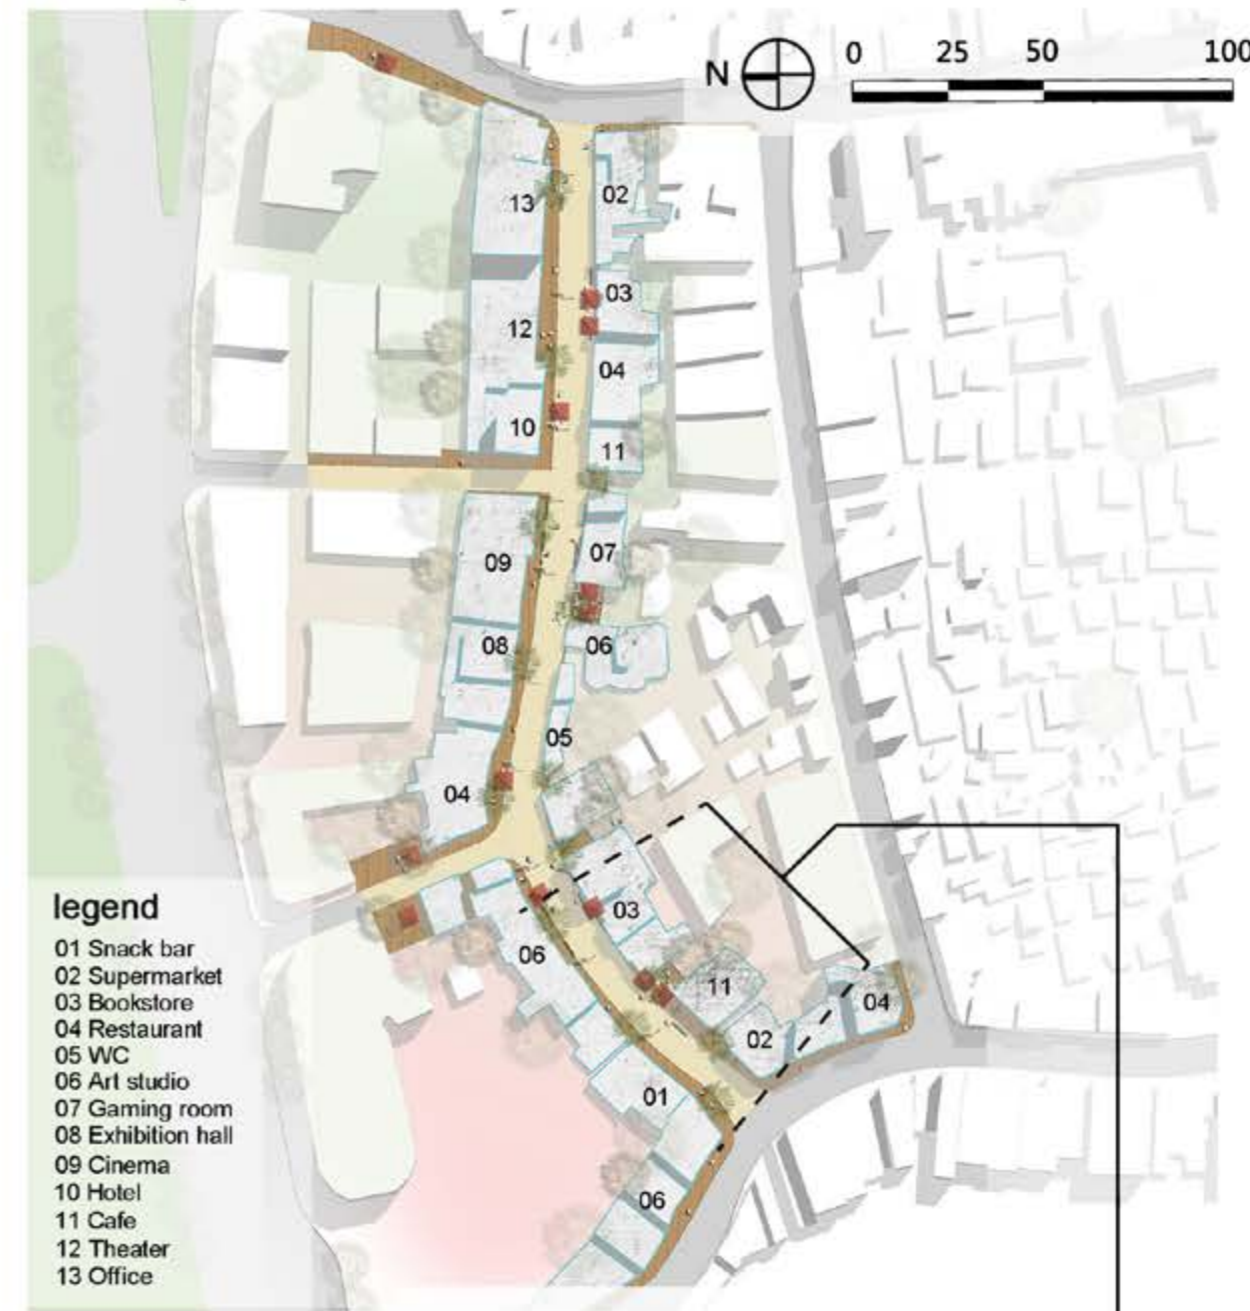 N
0 25 50 100
13
02
03
12
04
10
11
09
07
08
06
05
04
03
06
11
04
02
01
06
legend
01 Snack bar
02 Supermarket
03 Bookstore
04 Restaurant
05 WC
06 Art studio
07 Gaming room
08 Exhibition hall
09 Cinema
10 Hotel
11 Cafe
12 Theater
13 Office